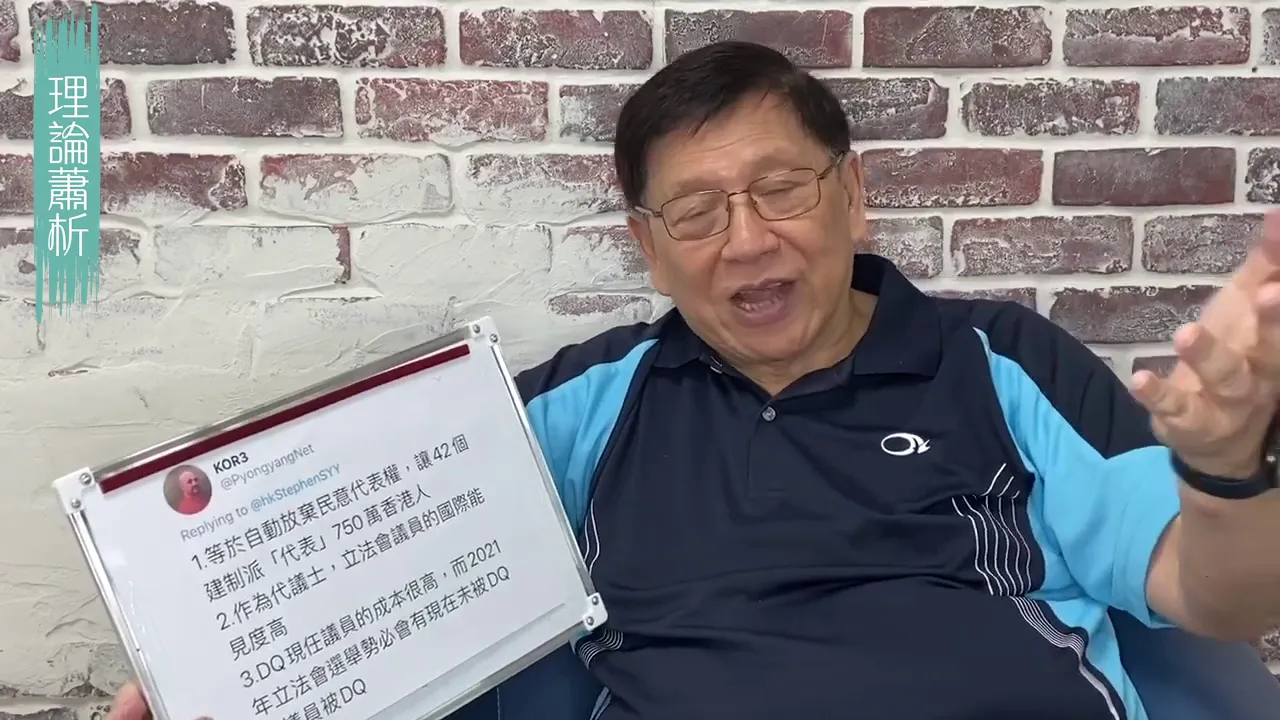 理論蕭析
KOR3
@PyongyangNet
Replying to @hkStephenSYY
1.等於自動放棄民意代表權，讓42個
建制派「代表」750萬香港人
2.作為代議士，立法會議員的國際能
見度高
3.DQ現任議員的成本很高，而2021
年立法會選舉勢必會有現在未被DQ
議員被DQ